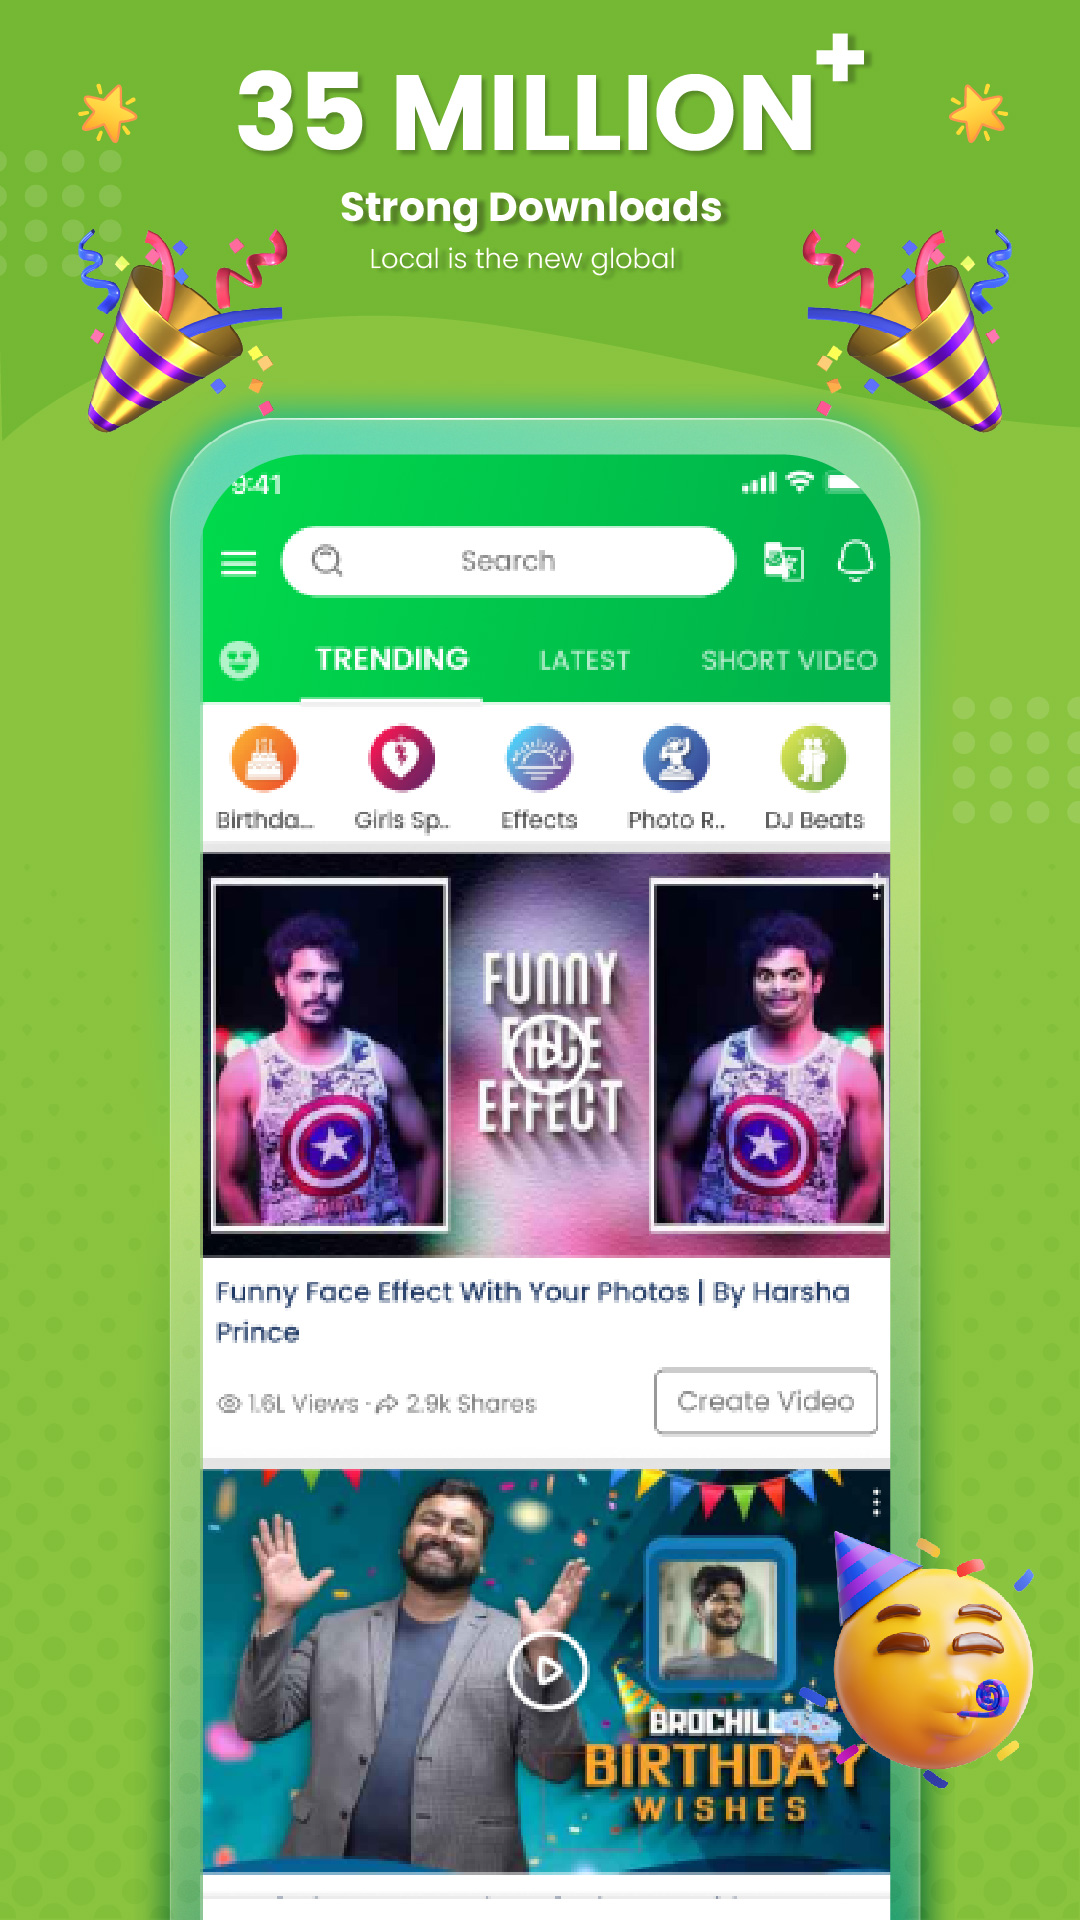 35 MILLION+
Strong Downloads
Local is the new global
9:41
Search
TRENDING LATEST SHORT VIDEO
Birthda... Girls Sp.. Effects Photo R.. DJ Beats
FUNNY
FACE
EFFECT
Funny Face Effect With Your Photos | By Harsha
Prince
1.6L Views · 2.9k Shares
Create Video
BROCHILL
BIRTHDAY
WISHES